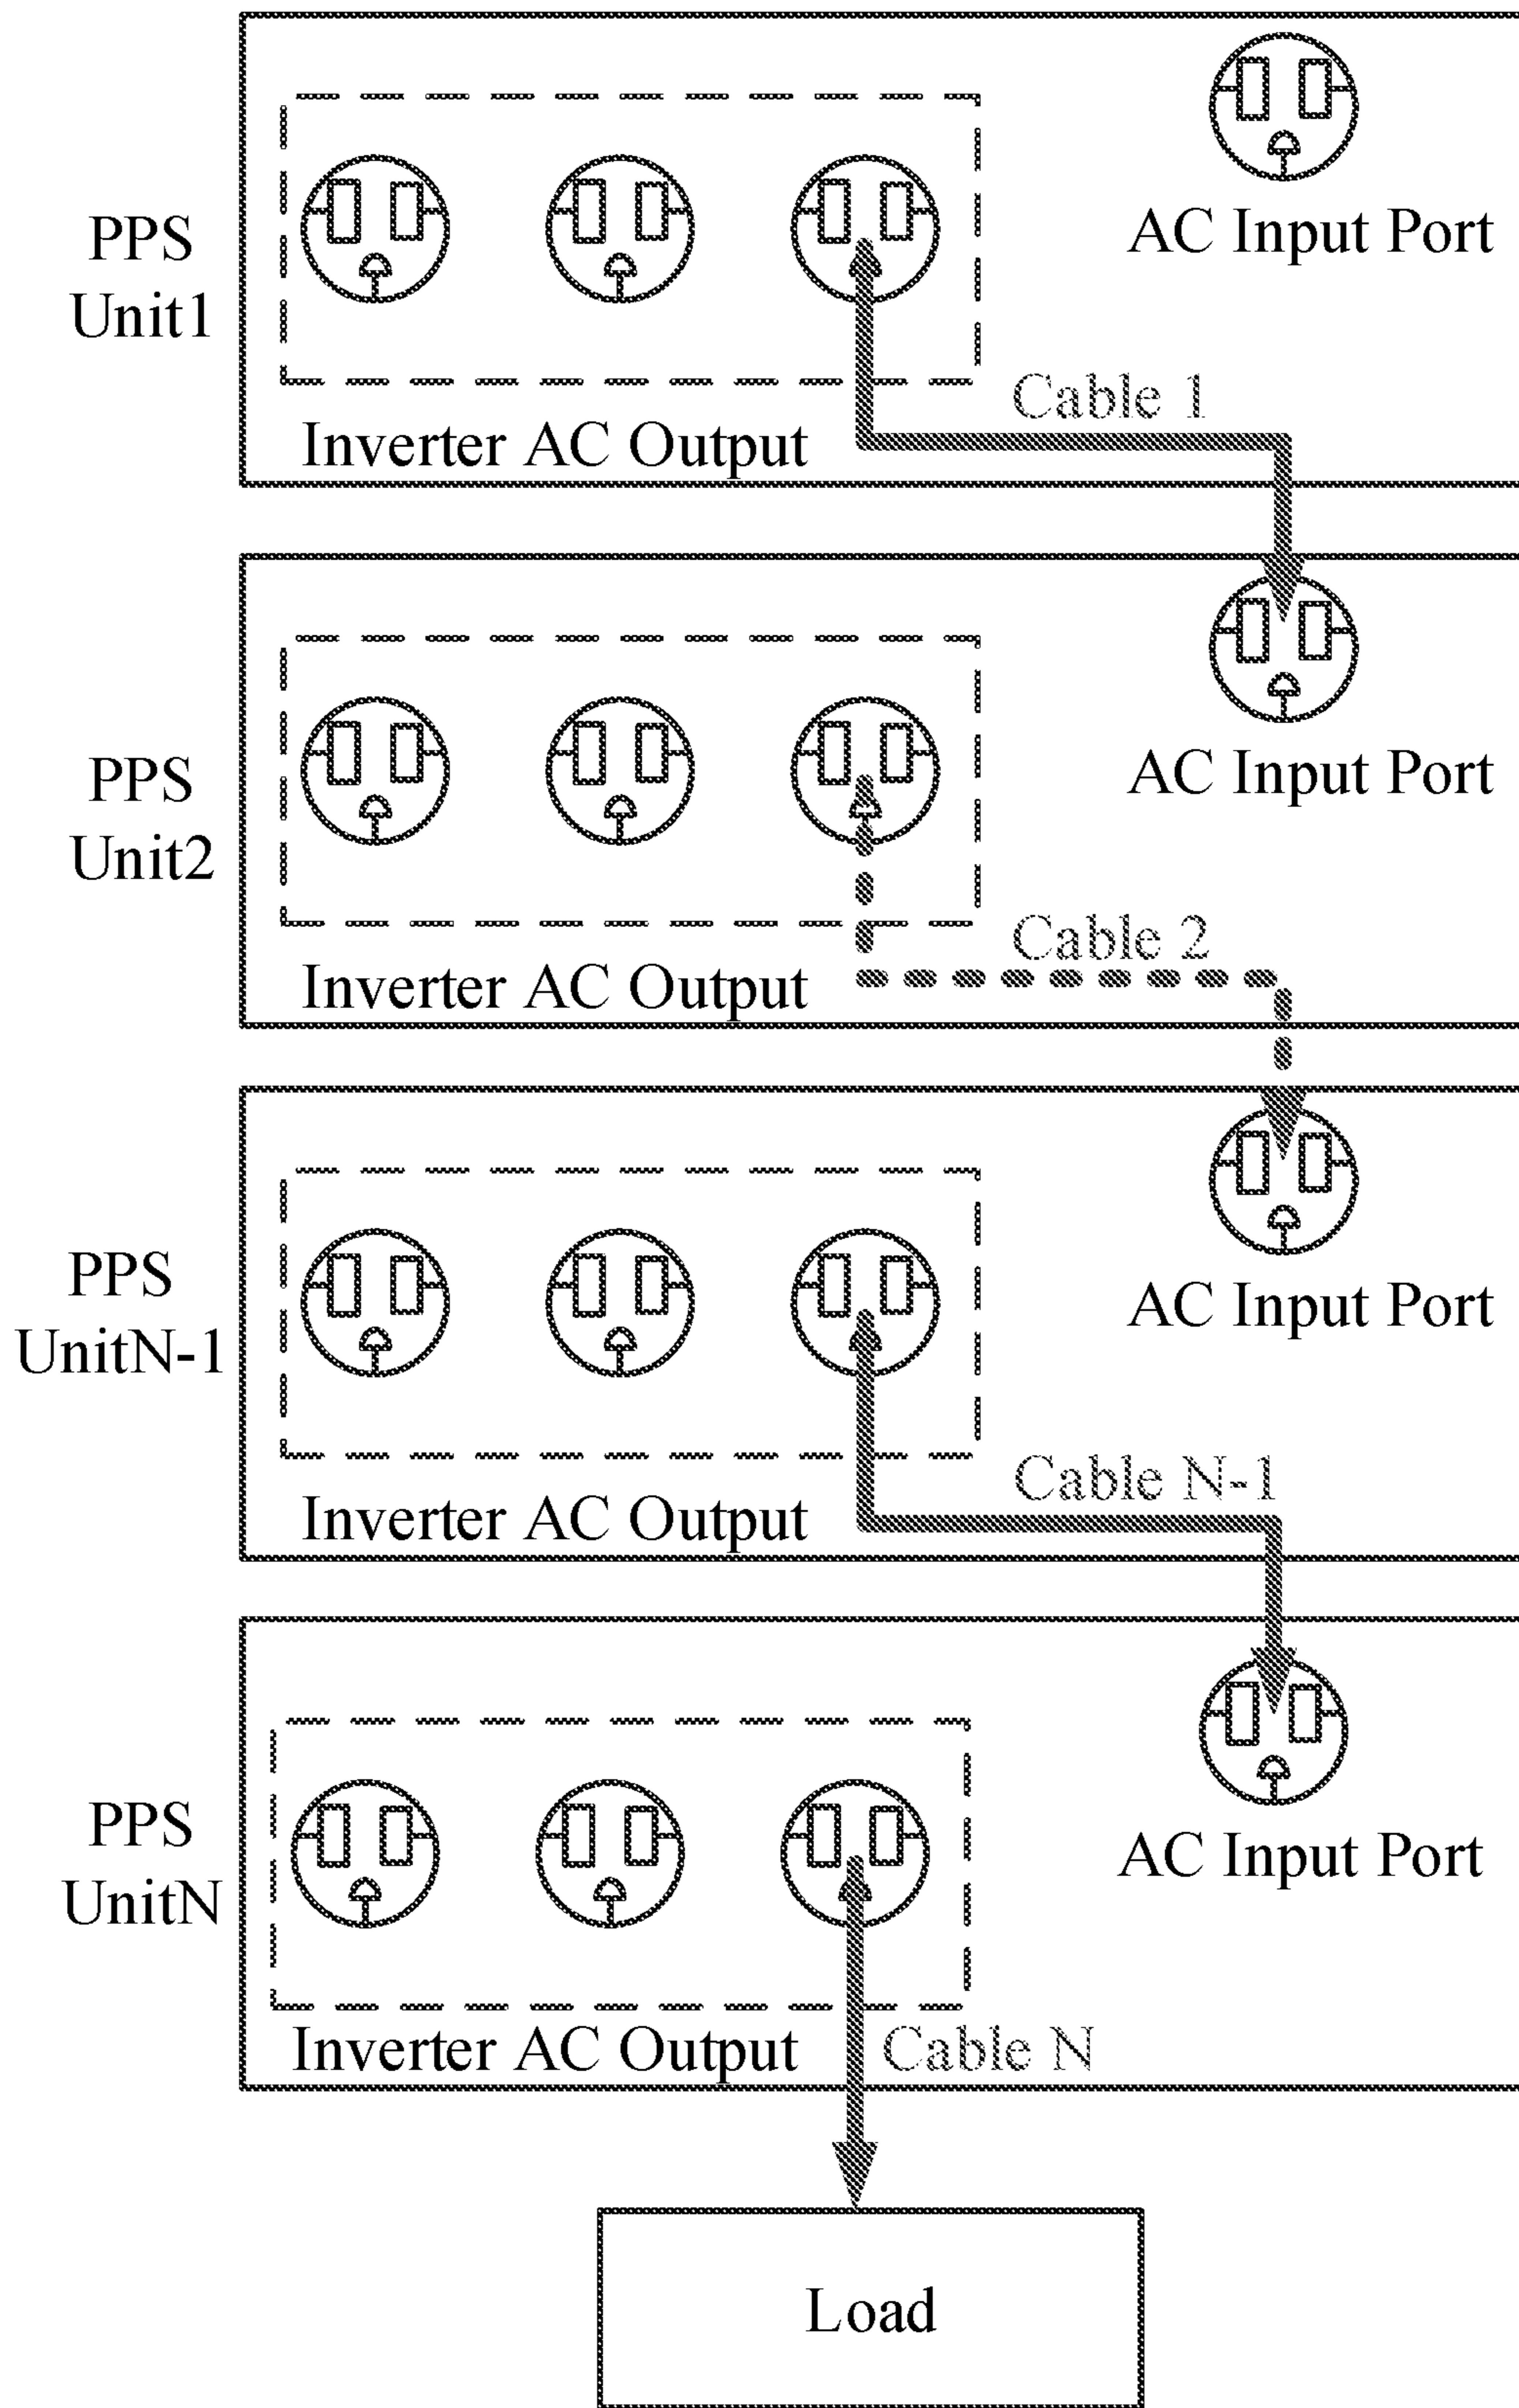 PPS
Unit1
AC Input Port
Cable 1
Inverter AC Output
PPS
Unit2
AC Input Port
Cable 2
Inverter AC Output
PPS
UnitN-1
AC Input Port
Cable N-1
Inverter AC Output
PPS
UnitN
AC Input Port
Inverter AC Output
Cable N
Load